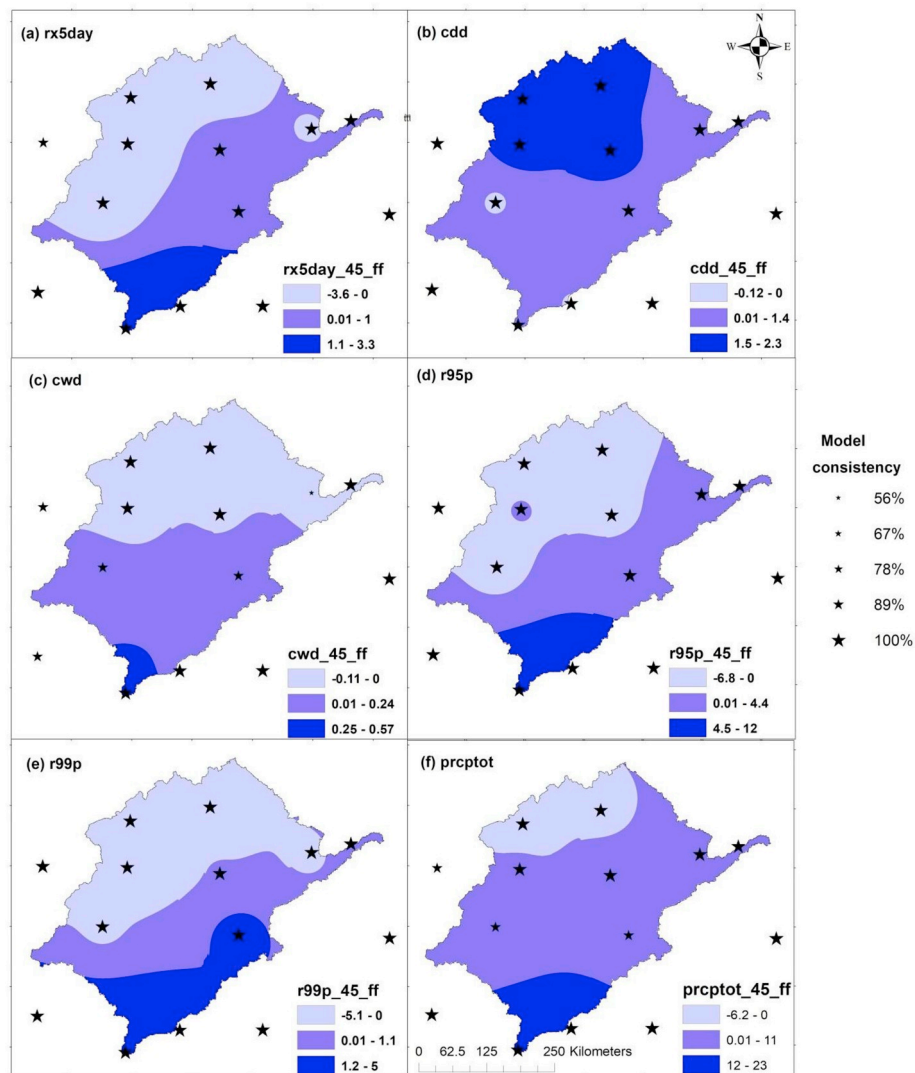 (a) rx5day
rx5day_45_ff
-3.6 - 0
0.01 - 1
1.1 - 3.3
(b) cdd
N
W E
S
cdd_45_ff
-0.12 - 0
0.01 - 1.4
1.5 - 2.3
(c) cwd
cwd_45_ff
-0.11 - 0
0.01 - 0.24
0.25 - 0.57
(d) r95p
r95p_45_ff
-6.8 - 0
0.01 - 4.4
4.5 - 12
Model
consistency
56%
67%
78%
89%
100%
(e) r99p
r99p_45_ff
-5.1 - 0
0.01 - 1.1
1.2 - 5
(f) prcptot
prcptot_45_ff
-6.2 - 0
0.01 - 11
12 - 23
0 62.5 125 250 Kilometers